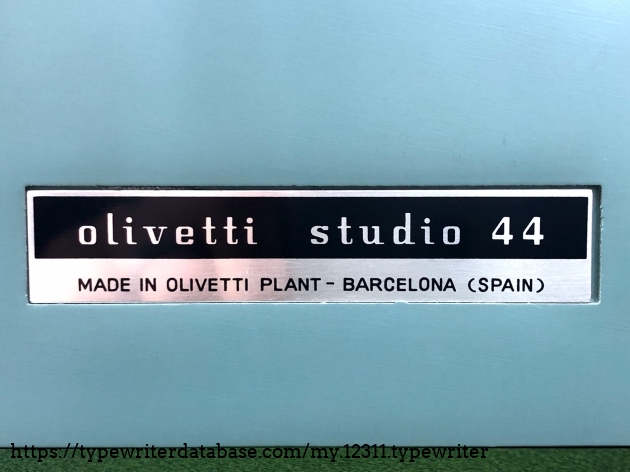 olivetti studio 44
MADE IN OLIVETTI PLANT - BARCELONA (SPAIN)
https://typewriterdatabase.com/my.12311.typewriter